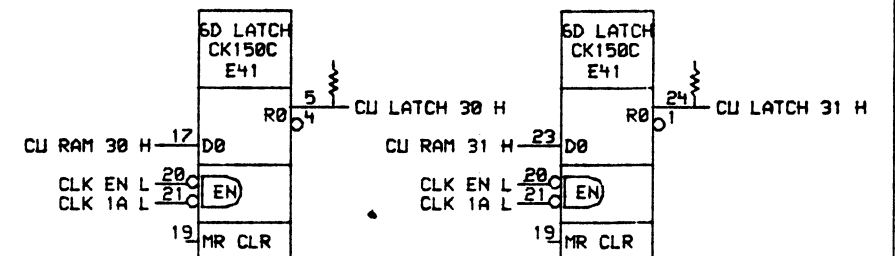 6D LATCH
CK150C
E41
R0
5
4
CU LATCH 30 H
CU RAM 30 H
17
D0
CLK EN L
20
CLK 1A L
21
EN
19
MR CLR
6D LATCH
CK150C
E41
R0
24
1
CU LATCH 31 H
CU RAM 31 H
23
D0
CLK EN L
20
CLK 1A L
21
EN
19
MR CLR